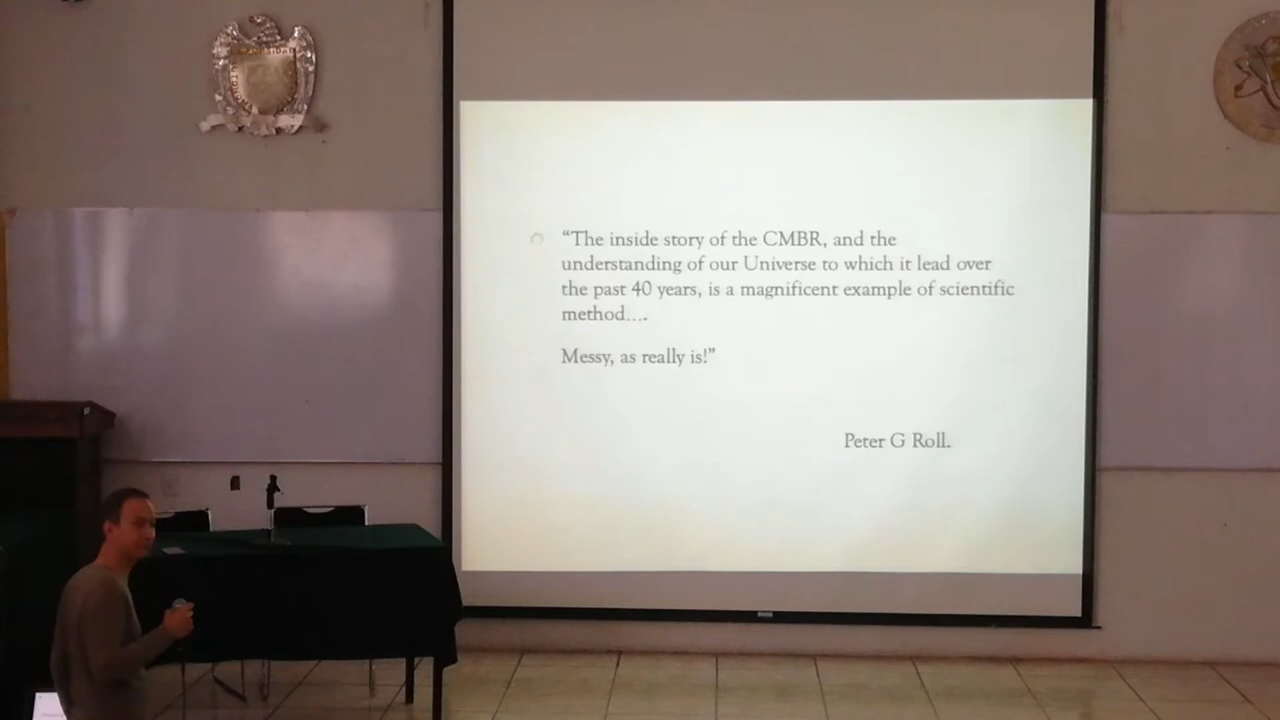 “The inside story of the CMBR, and the
understanding of our Universe to which it lead over
the past 40 years, is a magnificent example of scientific
method....
Messy, as really is!”
Peter G Roll.